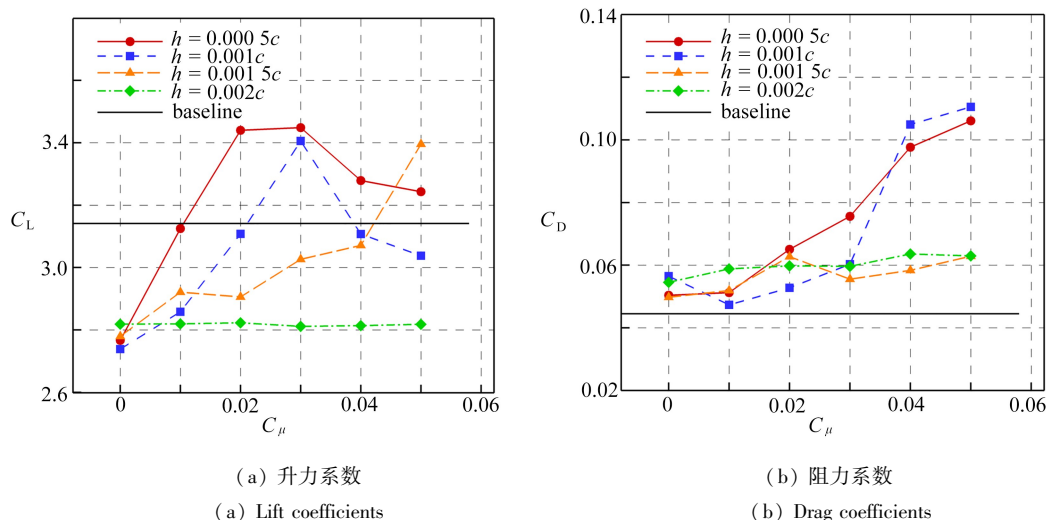 h = 0.000 5c
h = 0.001c
h = 0.001 5c
h = 0.002c
baseline
3.4
3.0
2.6
C_L
0
0.02
0.04
0.06
C_μ
(a) 升力系数
(a) Lift coefficients
0.14
h = 0.000 5c
h = 0.001c
h = 0.001 5c
h = 0.002c
baseline
0.10
0.06
0.02
C_D
0
0.02
0.04
0.06
C_μ
(b) 阻力系数
(b) Drag coefficients